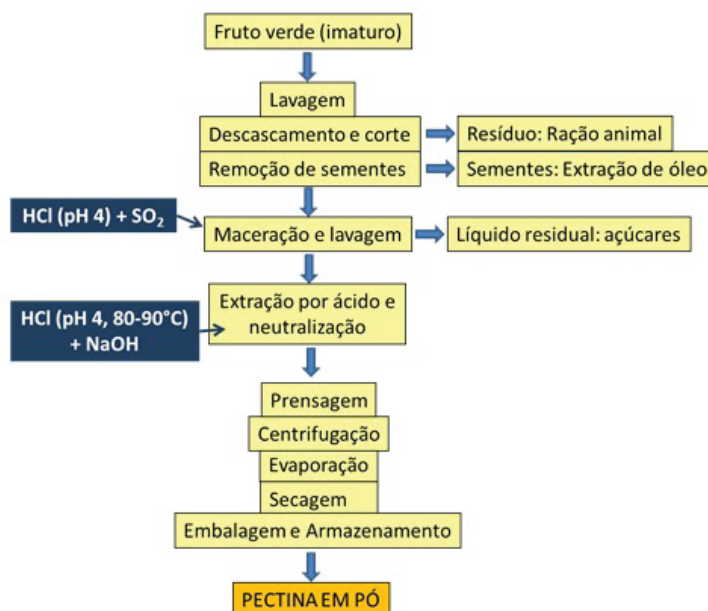 Fruto verde (imaturo)
Lavagem
Descascamento e corte
Resíduo: Ração animal
Remoção de sementes
Sementes: Extração de óleo
HCl (pH 4) + SO₂
Maceração e lavagem
Líquido residual: açúcares
HCl (pH 4, 80-90°C)
+ NaOH
Extração por ácido e
neutralização
Prensagem
Centrifugação
Evaporação
Secagem
Embalagem e Armazenamento
PECTINA EM PÓ